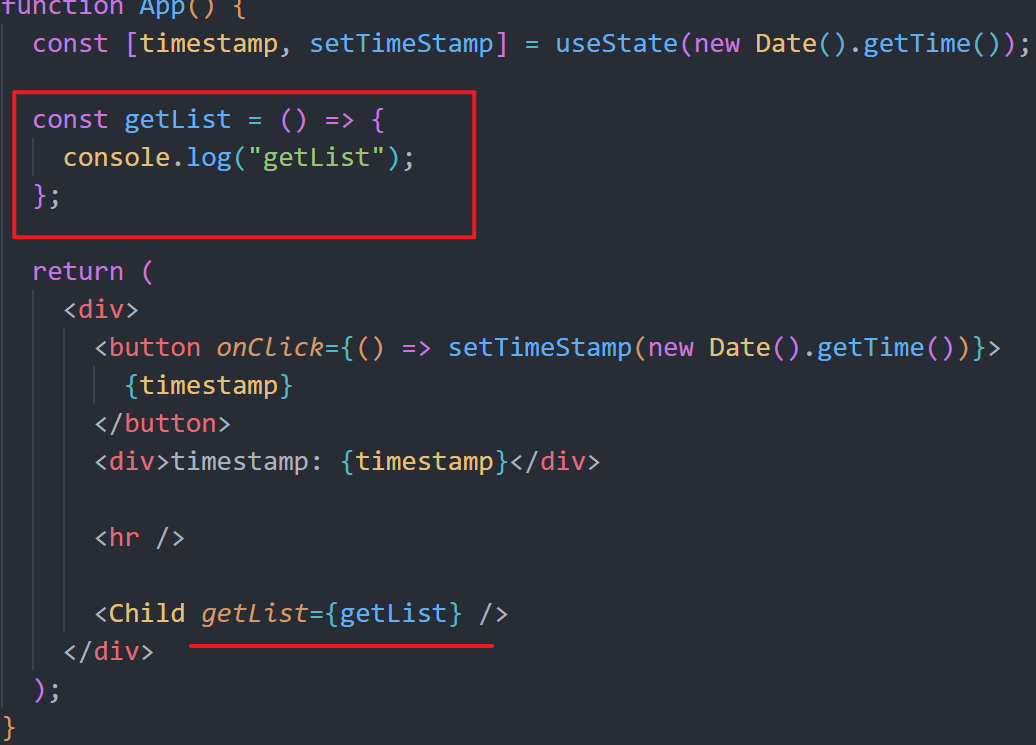 function App() {
  const [timestamp, setTimeStamp] = useState(new Date().getTime());
  const getList = () => {
    console.log("getList");
  };
  return (
    <div>
      <button onClick={() => setTimeStamp(new Date().getTime())}>
        {timestamp}
      </button>
      <div>timestamp: {timestamp}</div>
      <hr />
      <Child getList={getList} />
    </div>
  );
}